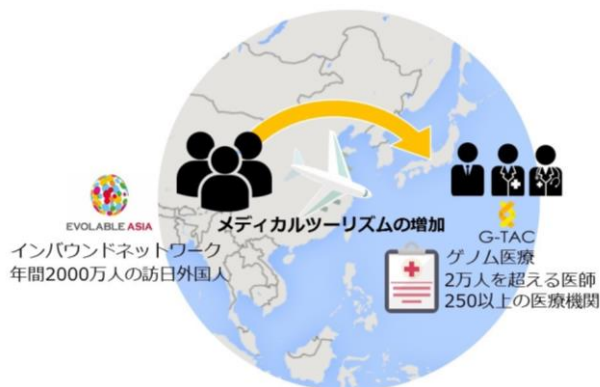 EVOLABLE ASIA
インバウンドネットワーク
年間2000万人の訪日外国人
メディカルツーリズムの増加
G-TAC
ゲノム医療
2万人を超える医師
250以上の医療機関